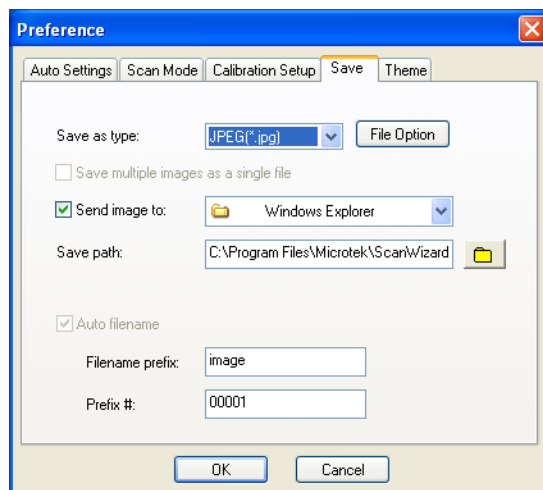 Preference
Auto Settings Scan Mode Calibration Setup Save Theme
Save as type: JPEG(*.jpg) File Option
Save multiple images as a single file
Send image to: Windows Explorer
Save path: C:\Program Files\Microtek\ScanWizard
Auto filename
Filename prefix: image
Prefix #: 00001
OK Cancel